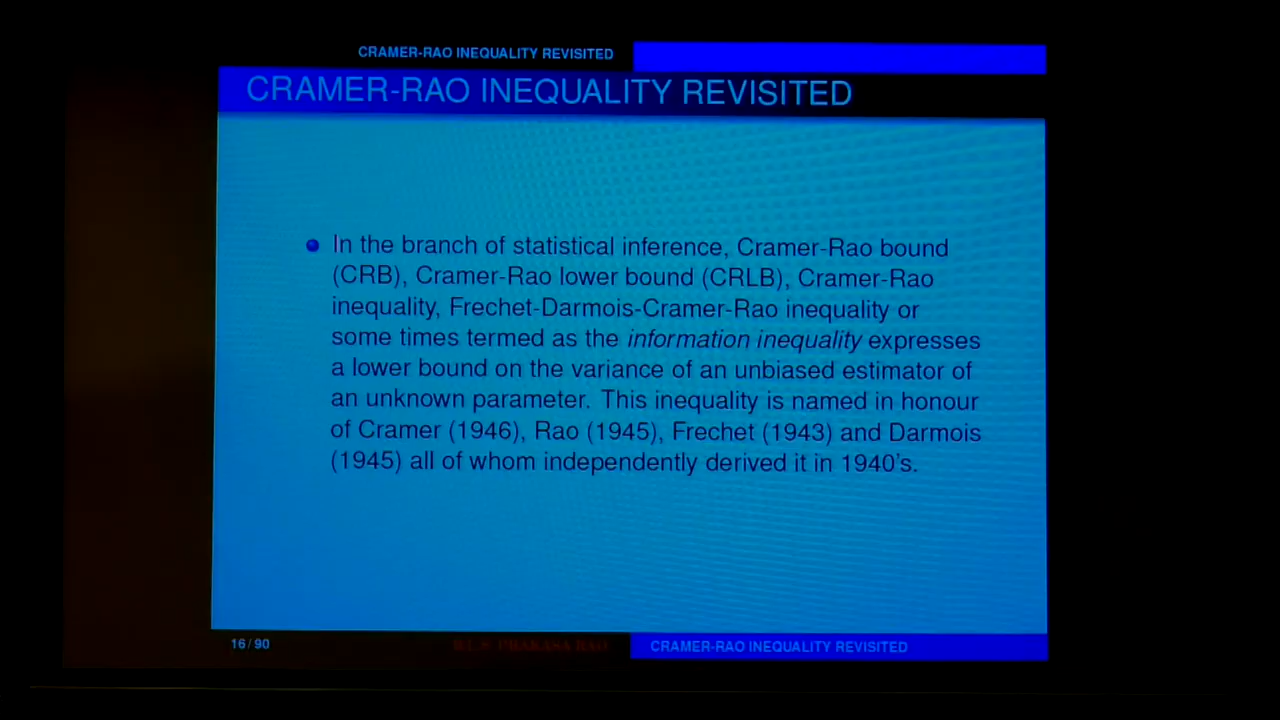 CRAMER-RAO INEQUALITY REVISITED
CRAMER-RAO INEQUALITY REVISITED
In the branch of statistical inference, Cramer-Rao bound
(CRB), Cramer-Rao lower bound (CRLB), Cramer-Rao
inequality, Frechet-Darmois-Cramer-Rao inequality or
some times termed as the information inequality expresses
a lower bound on the variance of an unbiased estimator of
an unknown parameter. This inequality is named in honour
of Cramer (1946), Rao (1945), Frechet (1943) and Darmois
(1945) all of whom independently derived it in 1940's.
16/90
B.L.S. PRAKASA RAO
CRAMER-RAO INEQUALITY REVISITED